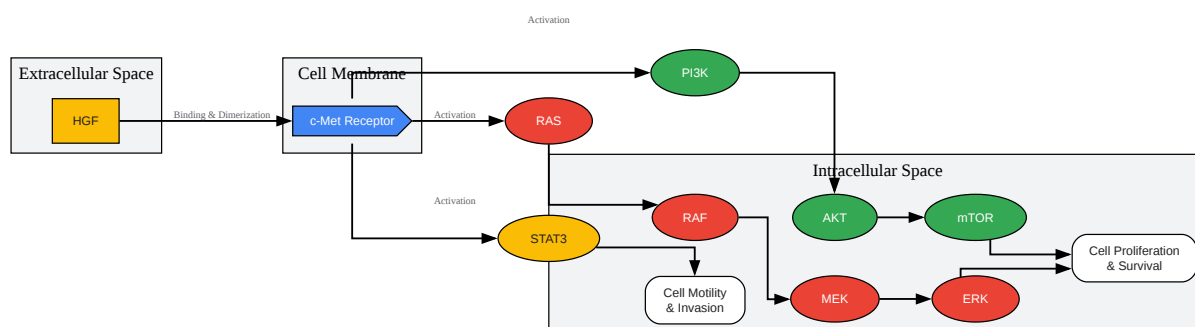 Activation
Extracellular Space
Cell Membrane
PI3K
HGF
Binding & Dimerization
c-Met Receptor
Activation
RAS
Intracellular Space
Activation
STAT3
RAF
AKT
mTOR
Cell Proliferation
& Survival
Cell Motility
& Invasion
MEK
ERK